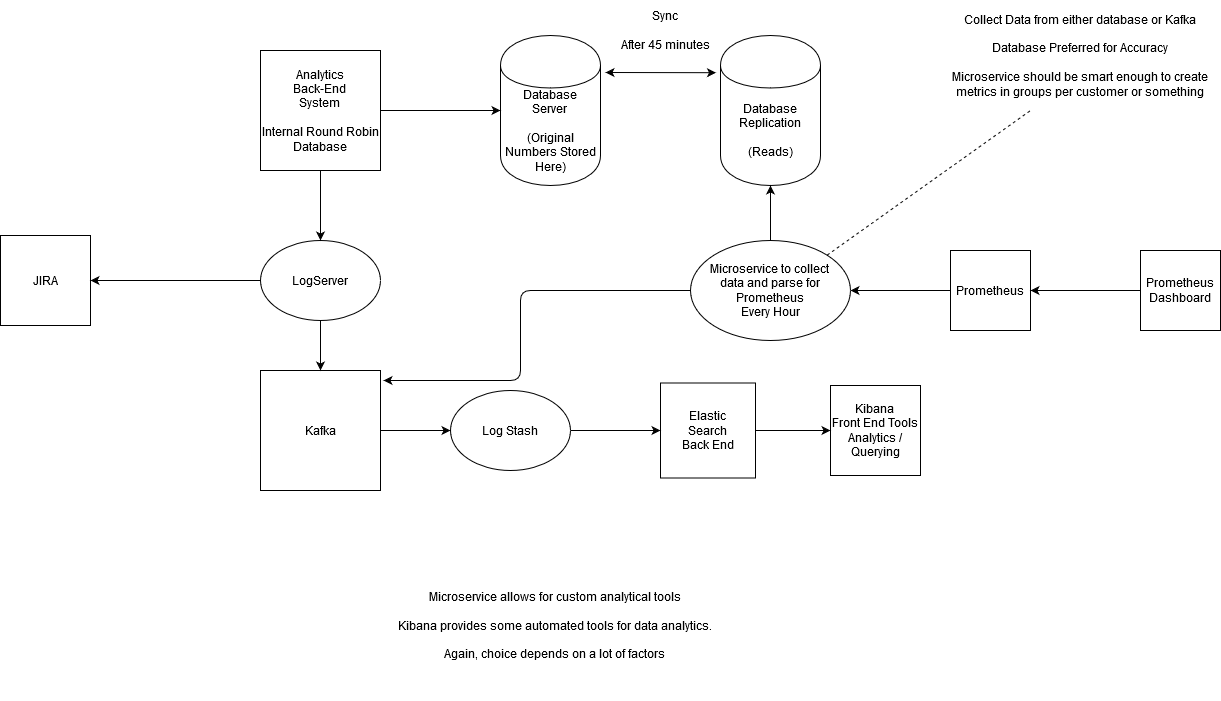 Sync
After 45 minutes
Collect Data from either database or Kafka
Database Preferred for Accuracy
Microservice should be smart enough to create
metrics in groups per customer or something
Analytics
Back-End
System
Internal Round Robin
Database
Database
Server
(Original
Numbers Stored
Here)
Database
Replication
(Reads)
JIRA
LogServer
Microservice to collect
data and parse for
Prometheus
Every Hour
Prometheus
Prometheus
Dashboard
Kafka
Log Stash
Elastic
Search
Back End
Kibana
Front End Tools
Analytics /
Querying
Microservice allows for custom analytical tools
Kibana provides some automated tools for data analytics.
Again, choice depends on a lot of factors